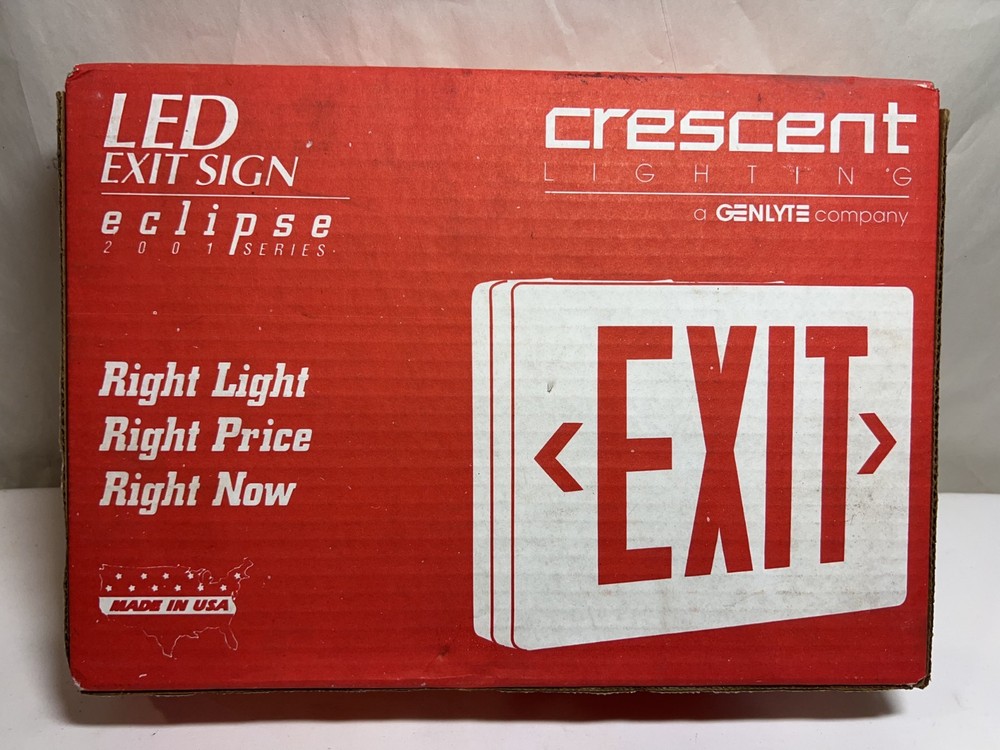 LED
EXIT SIGN
eclipse
2001 SERIES
crescent
LIGHTING
a GENLYTE company
Right Light
Right Price
Right Now
< EXIT >
MADE IN USA